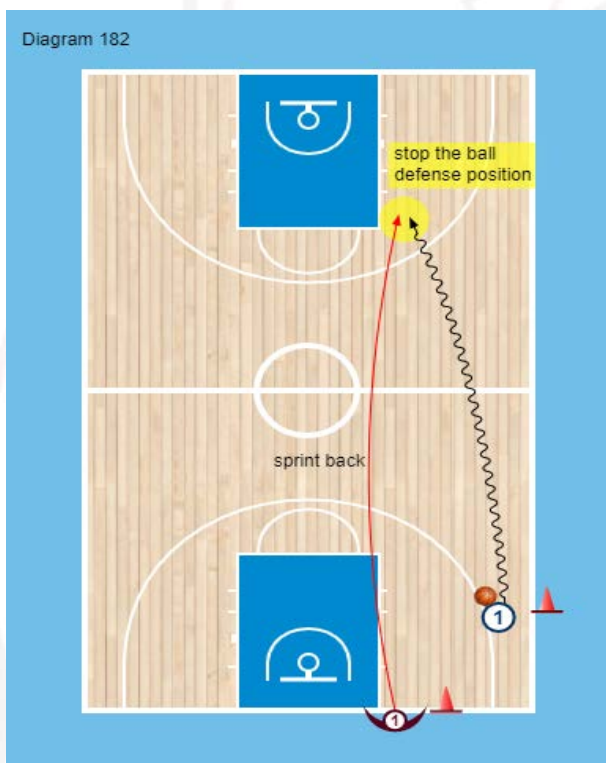 Diagram 182
stop the ball
defense position
sprint back
1
1